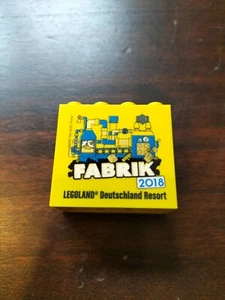 FABRIK
2018
LEGOLAND® Deutschland Resort